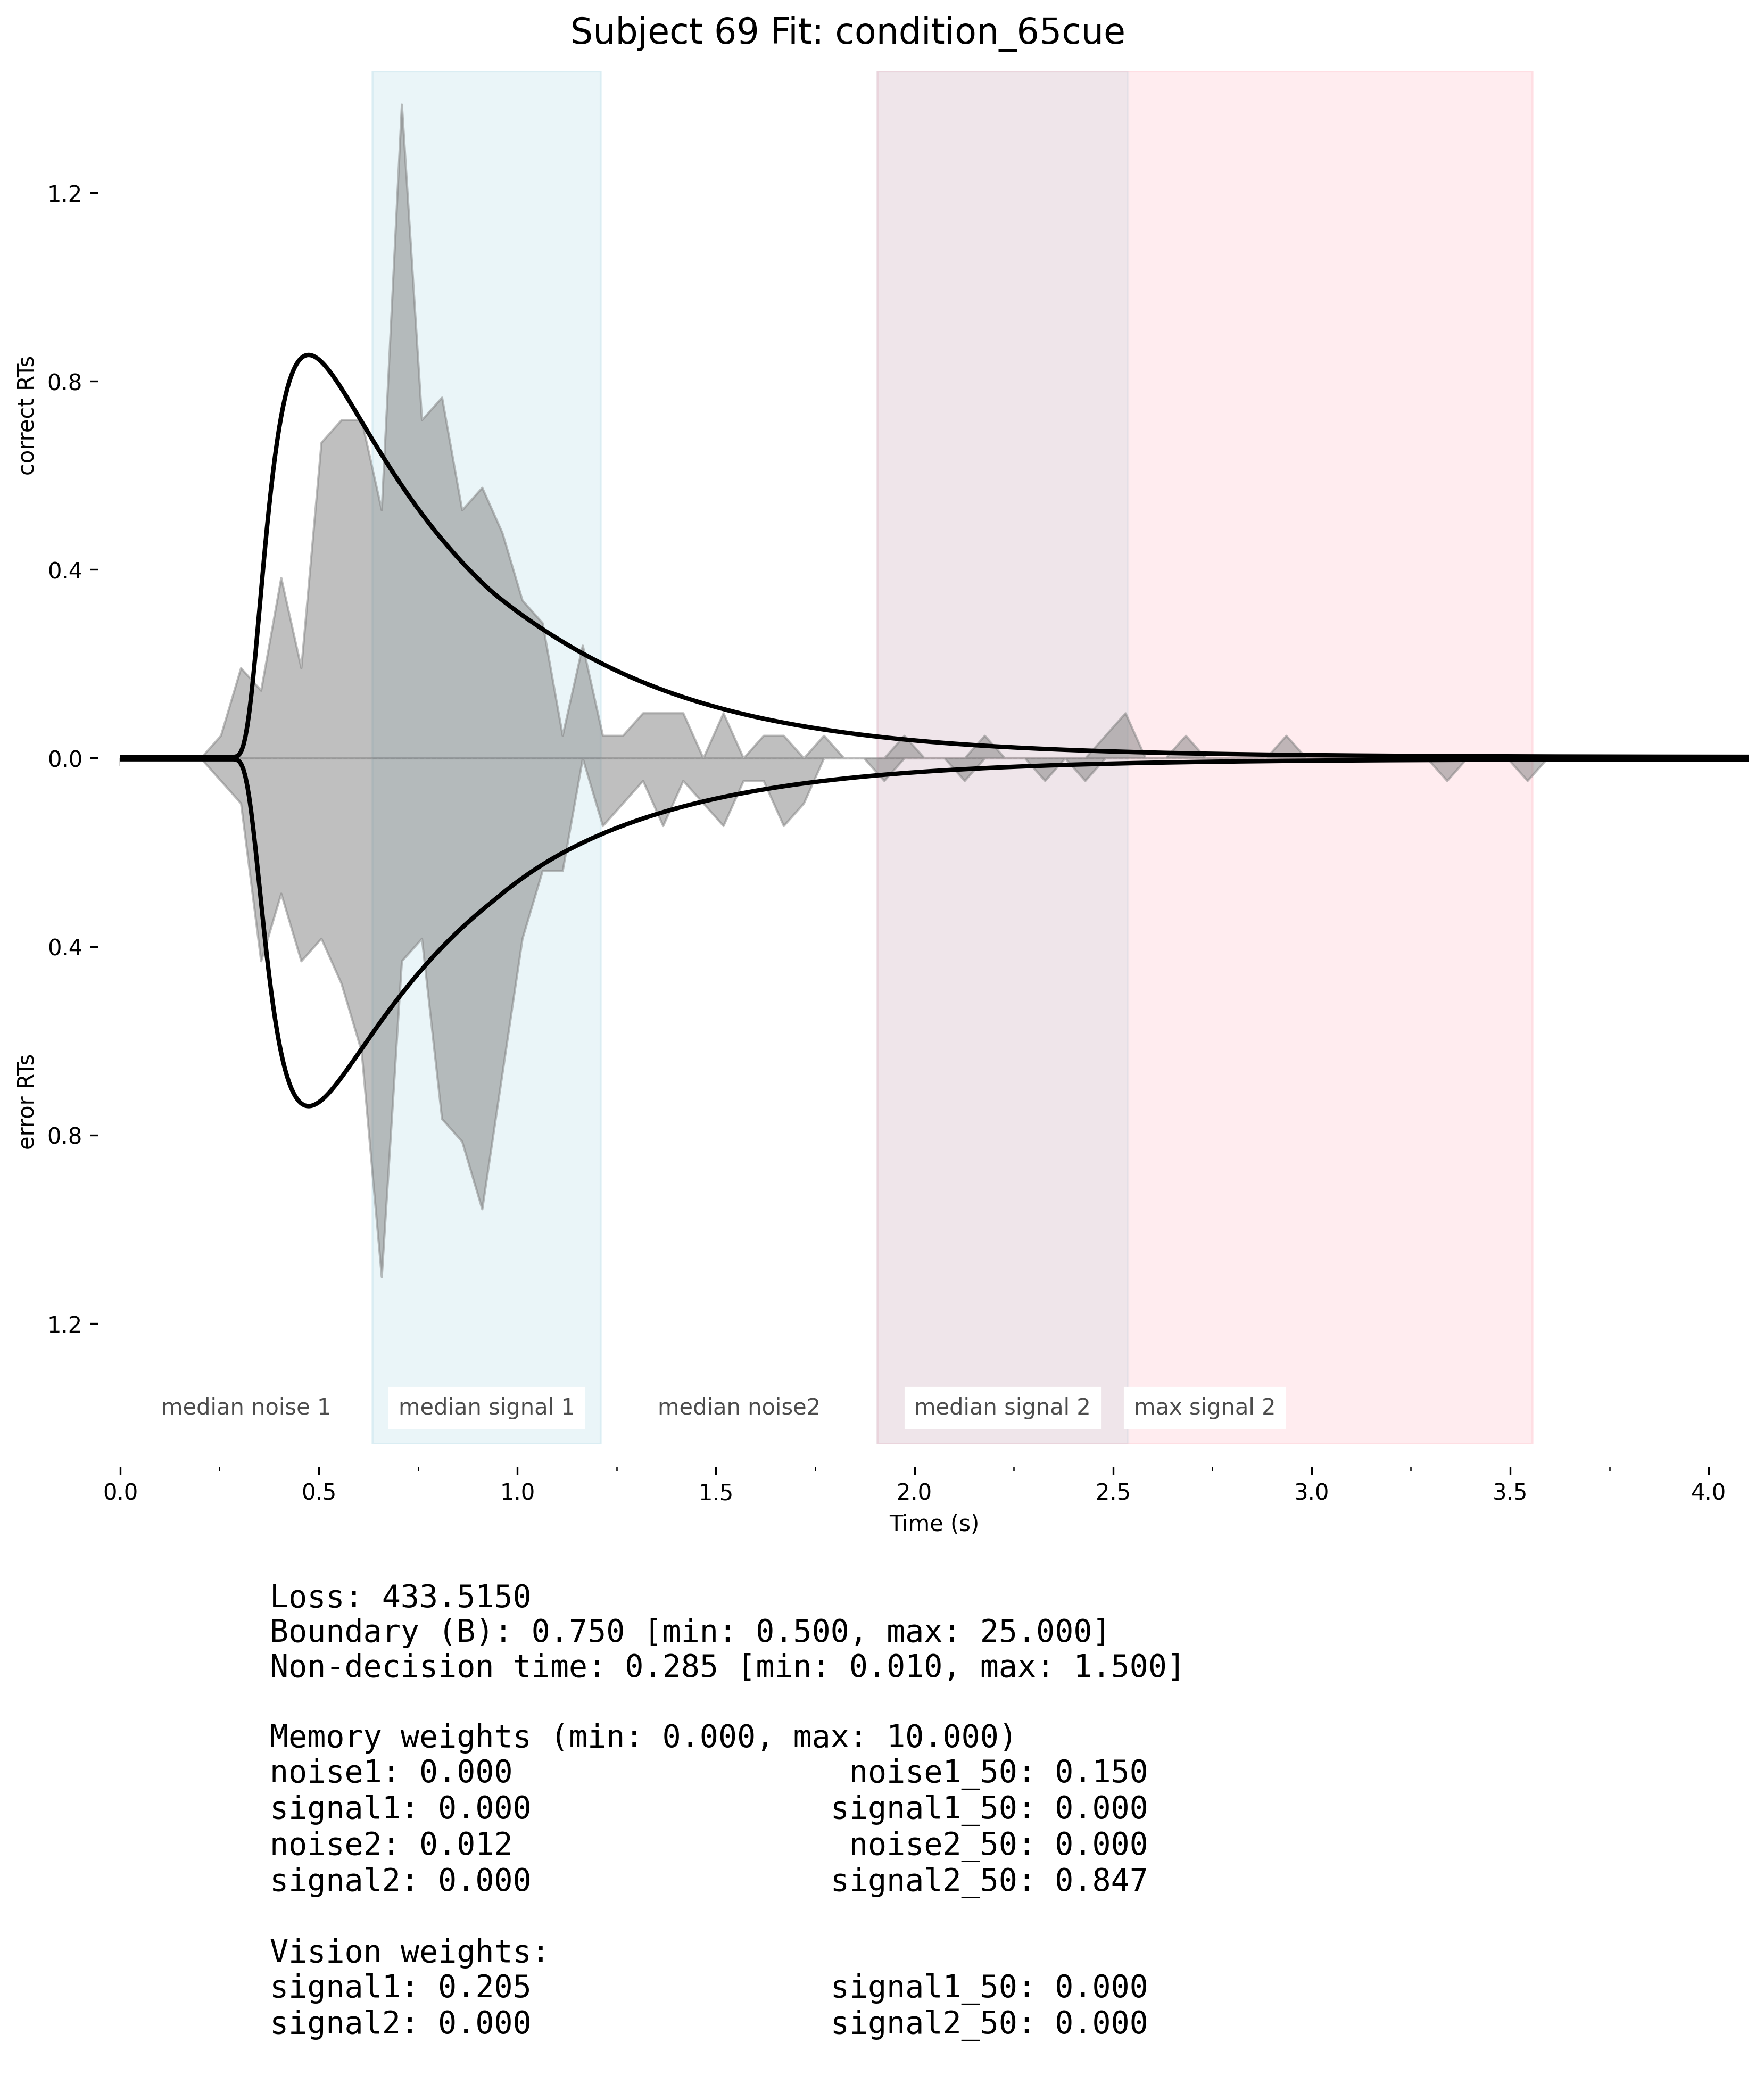 Subject 69 Fit: condition_65cue
1.2
0.8
0.4
0.0
0.4
0.8
1.2
correct RTs
error RTs
median noise 1
median signal 1
median noise2
median signal 2
max signal 2
0.0 0.5 1.0 1.5 2.0 2.5 3.0 3.5 4.0
Time (s)
Loss: 433.5150
Boundary (B): 0.750 [min: 0.500, max: 25.000]
Non-decision time: 0.285 [min: 0.010, max: 1.500]
Memory weights (min: 0.000, max: 10.000)
noise1: 0.000 noise1_50: 0.150
signal1: 0.000 signal1_50: 0.000
noise2: 0.012 noise2_50: 0.000
signal2: 0.000 signal2_50: 0.847
Vision weights:
signal1: 0.205 signal1_50: 0.000
signal2: 0.000 signal2_50: 0.000